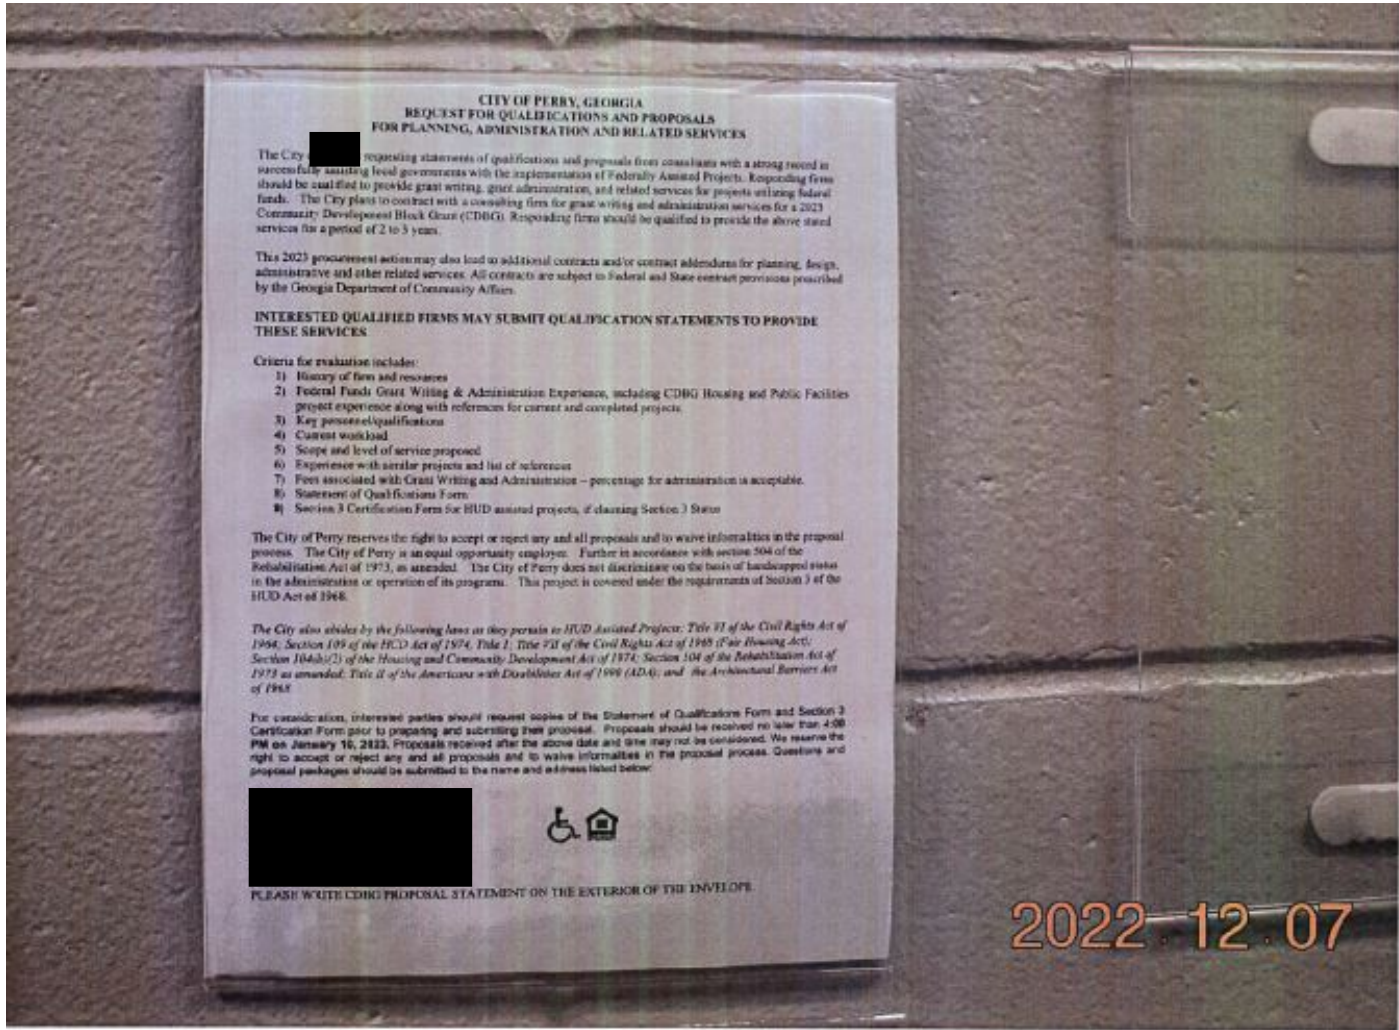 CITY OF PERRY, GEORGIA
REQUEST FOR QUALIFICATIONS AND PROPOSALS
FOR PLANNING, ADMINISTRATION AND RELATED SERVICES
The City requesting statements of qualifications and proposals from consultants with a strong record in
successfully assisting local governments with the implementation of Federally Assisted Projects. Responding firms
should be qualified to provide grant writing, grant administration, and related services for projects utilizing federal
funds. The City plans to contract with a consulting firm for grant writing and administration services for a 2023
Community Development Block Grant (CDBG). Responding firms should be qualified to provide the above stated
services for a period of 2 to 3 years.
This 2023 procurement action may also lead to additional contracts and/or contract addendums for planning, design,
administrative and other related services. All contracts are subject to Federal and State contract provisions prescribed
by the Georgia Department of Community Affairs.
INTERESTED QUALIFIED FIRMS MAY SUBMIT QUALIFICATION STATEMENTS TO PROVIDE
THESE SERVICES
Criteria for evaluation includes:
1) History of firm and resources
2) Federal Funds Grant Writing & Administration Experience, including CDBG Housing and Public Facilities
project experience along with references for current and completed projects.
3) Key personnel/qualifications
4) Current workload
5) Scope and level of service proposed
6) Experience with similar projects and list of references
7) Fees associated with Grant Writing and Administration – percentage for administration is acceptable.
8) Statement of Qualifications Form
9) Section 3 Certification Form for HUD assisted projects, if claiming Section 3 Status
The City of Perry reserves the right to accept or reject any and all proposals and to waive informalities in the proposal
process. The City of Perry is an equal opportunity employer. Further in accordance with section 504 of the
Rehabilitation Act of 1973, as amended. The City of Perry does not discriminate on the basis of handicapped status
in the administration or operation of its programs. This project is covered under the requirements of Section 3 of the
HUD Act of 1968.
The City also abides by the following laws as they pertain to HUD Assisted Projects: Title VI of the Civil Rights Act of
1964; Section 109 of the HCD Act of 1974, Title I; Title VII of the Civil Rights Act of 1968 (Fair Housing Act);
Section 104(b)(2) of the Housing and Community Development Act of 1974; Section 504 of the Rehabilitation Act of
1973 as amended; Title II of the Americans with Disabilities Act of 1990 (ADA); and the Architectural Barriers Act
of 1968
For consideration, interested parties should request copies of the Statement of Qualifications Form and Section 3
Certification Form prior to preparing and submitting their proposal. Proposals should be received no later than 4:00
PM on January 10, 2023. Proposals received after the above date and time may not be considered. We reserve the
right to accept or reject any and all proposals and to waive informalities in the proposal process. Questions and
proposal packages should be submitted to the name and address listed below:
PLEASE WRITE CDBG PROPOSAL STATEMENT ON THE EXTERIOR OF THE ENVELOPE.
2022.12.07